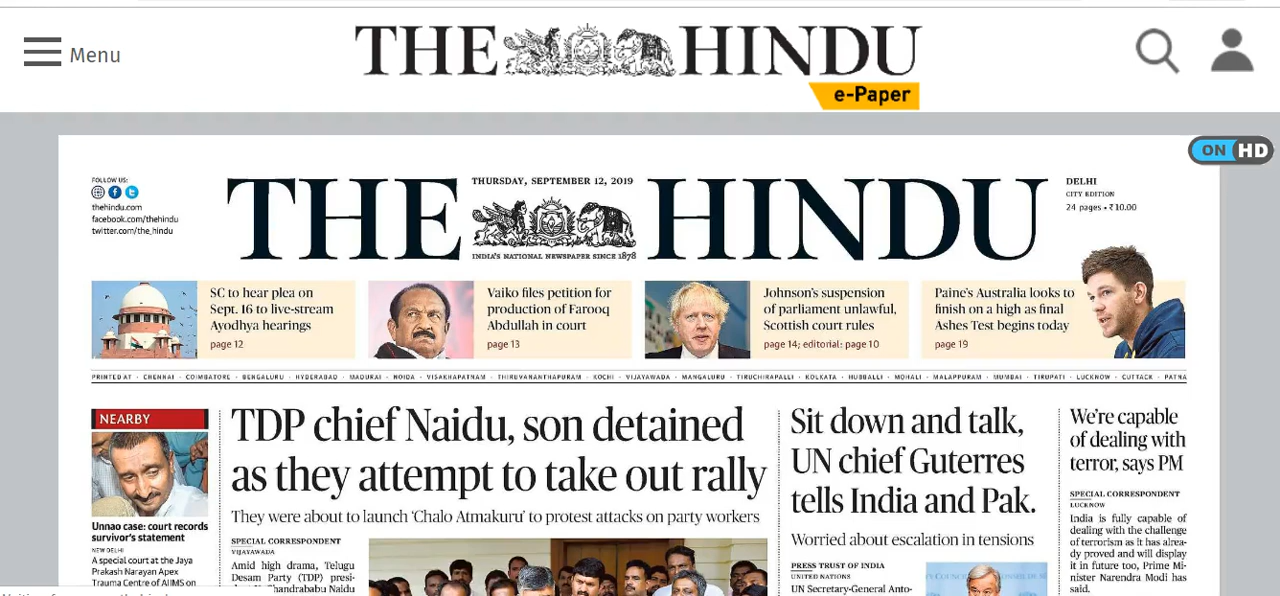 Menu
THE HINDU
e-Paper
ON HD
FOLLOW US:
thehindu.com
facebook.com/thehindu
twitter.com/the_hindu
THE HINDU
THURSDAY, SEPTEMBER 12, 2019
INDIA'S NATIONAL NEWSPAPER SINCE 1878
DELHI
CITY EDITION
24 pages • ₹10.00
SC to hear plea on
Sept. 16 to live-stream
Ayodhya hearings
page 12
Vaiko files petition for
production of Farooq
Abdullah in court
page 13
Johnson's suspension
of parliament unlawful,
Scottish court rules
page 14; editorial: page 10
Paine's Australia looks to
finish on a high as final
Ashes Test begins today
page 19
PRINTED AT · CHENNAI · COIMBATORE · BENGALURU · HYDERABAD · MADURAI · NOIDA · VISAKHAPATNAM · THIRUVANANTHAPURAM · KOCHI · VIJAYAWADA · MANGALURU · TIRUCHIRAPALLI · KOLKATA · HUBBALLI · MOHALI · MALAPPURAM · MUMBAI · TIRUPATI · LUCKNOW · CUTTACK · PATNA
NEARBY
Unnao case: court records
survivor's statement
NEW DELHI
A special court at the Jaya
Prakash Narayan Apex
Trauma Centre of AIIMS on
TDP chief Naidu, son detained
as they attempt to take out rally
They were about to launch 'Chalo Atmakuru' to protest attacks on party workers
SPECIAL CORRESPONDENT
VIJAYAWADA
Amid high drama, Telugu
Desam Party (TDP) presi-
Chandrababu Naidu
Sit down and talk,
UN chief Guterres
tells India and Pak.
Worried about escalation in tensions
PRESS TRUST OF INDIA
UNITED NATIONS
UN Secretary-General Anto-
We're capable
of dealing with
terror, says PM
SPECIAL CORRESPONDENT
LUCKNOW
India is fully capable of
dealing with the challenge
of terrorism as it has alrea-
dy proved and will display
it in future too, Prime Mi-
nister Narendra Modi has
said.